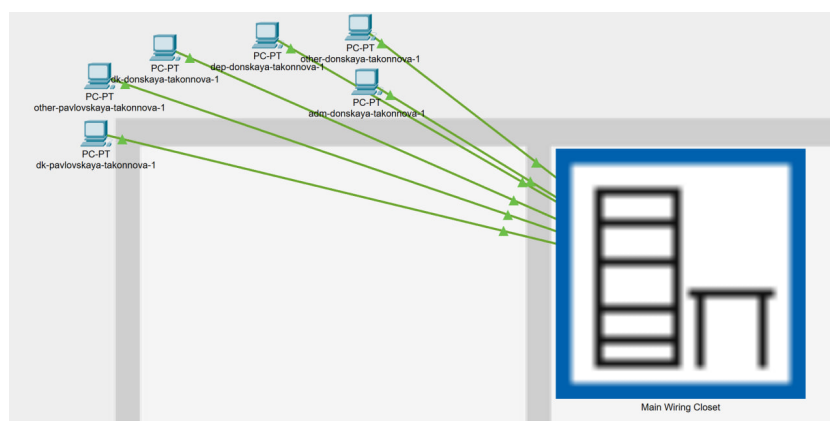 PC-PT
other-donskaya-takonnova-1
PC-PT
dep-donskaya-takonnova-1
PC-PT
dk-donskaya-takonnova-1
PC-PT
other-pavlovskaya-takonnova-1
PC-PT
adm-donskaya-takonnova-1
PC-PT
dk-pavlovskaya-takonnova-1
Main Wiring Closet